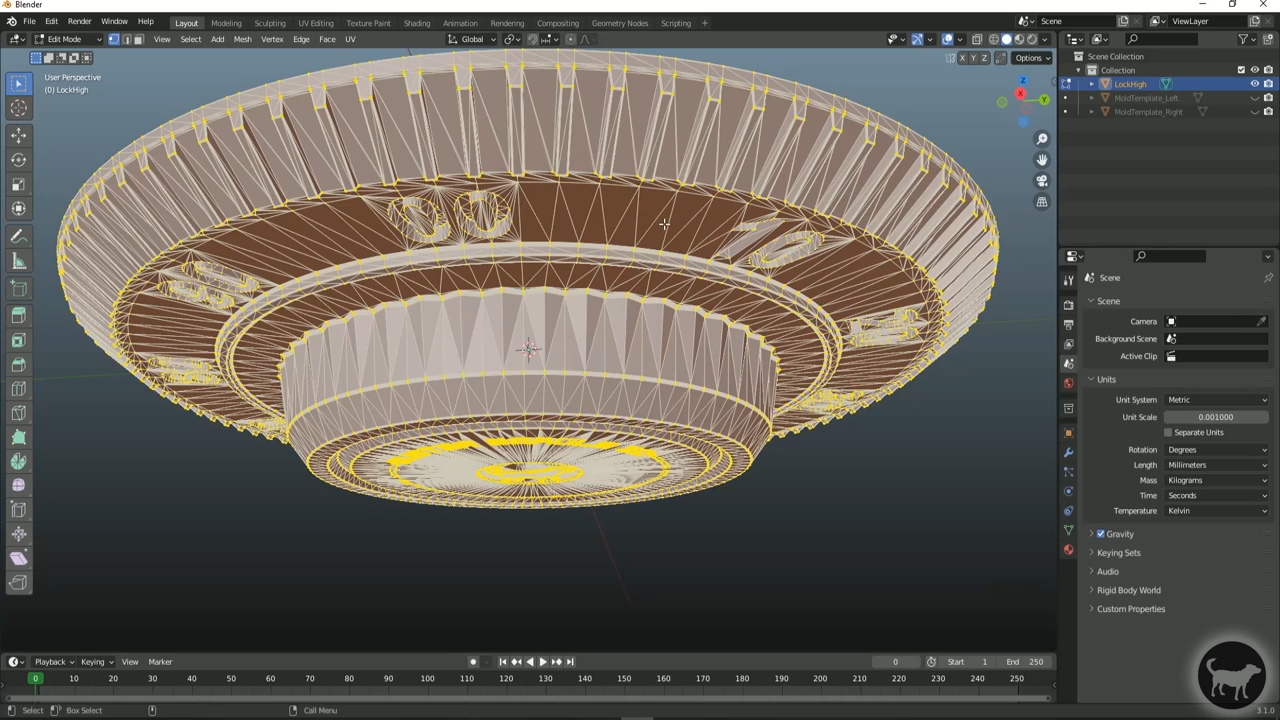 Blender
File Edit Render Window Help Layout Modeling Sculpting UV Editing Texture Paint Shading Animation Rendering Compositing Geometry Nodes Scripting + Scene ViewLayer
Edit Mode View Select Add Mesh Vertex Edge Face UV Global
X Y Z Options
User Perspective
(0) LockHigh
Z
X
Y
Scene Collection
Collection
LockHigh
MoldTemplate_Left
MoldTemplate_Right
Scene
Scene
Camera
Background Scene
Active Clip
Units
Unit System Metric
Unit Scale 0.001000
Separate Units
Rotation Degrees
Length Millimeters
Mass Kilograms
Time Seconds
Temperature Kelvin
Gravity
Keying Sets
Audio
Rigid Body World
Custom Properties
Playback Keying View Marker 0 Start 1 End 250
0 10 20 30 40 50 60 70 80 90 100 110 120 130 140 150 160 170 180 190 200 210 220 230 240 250
Select Box Select Call Menu 3.1.0